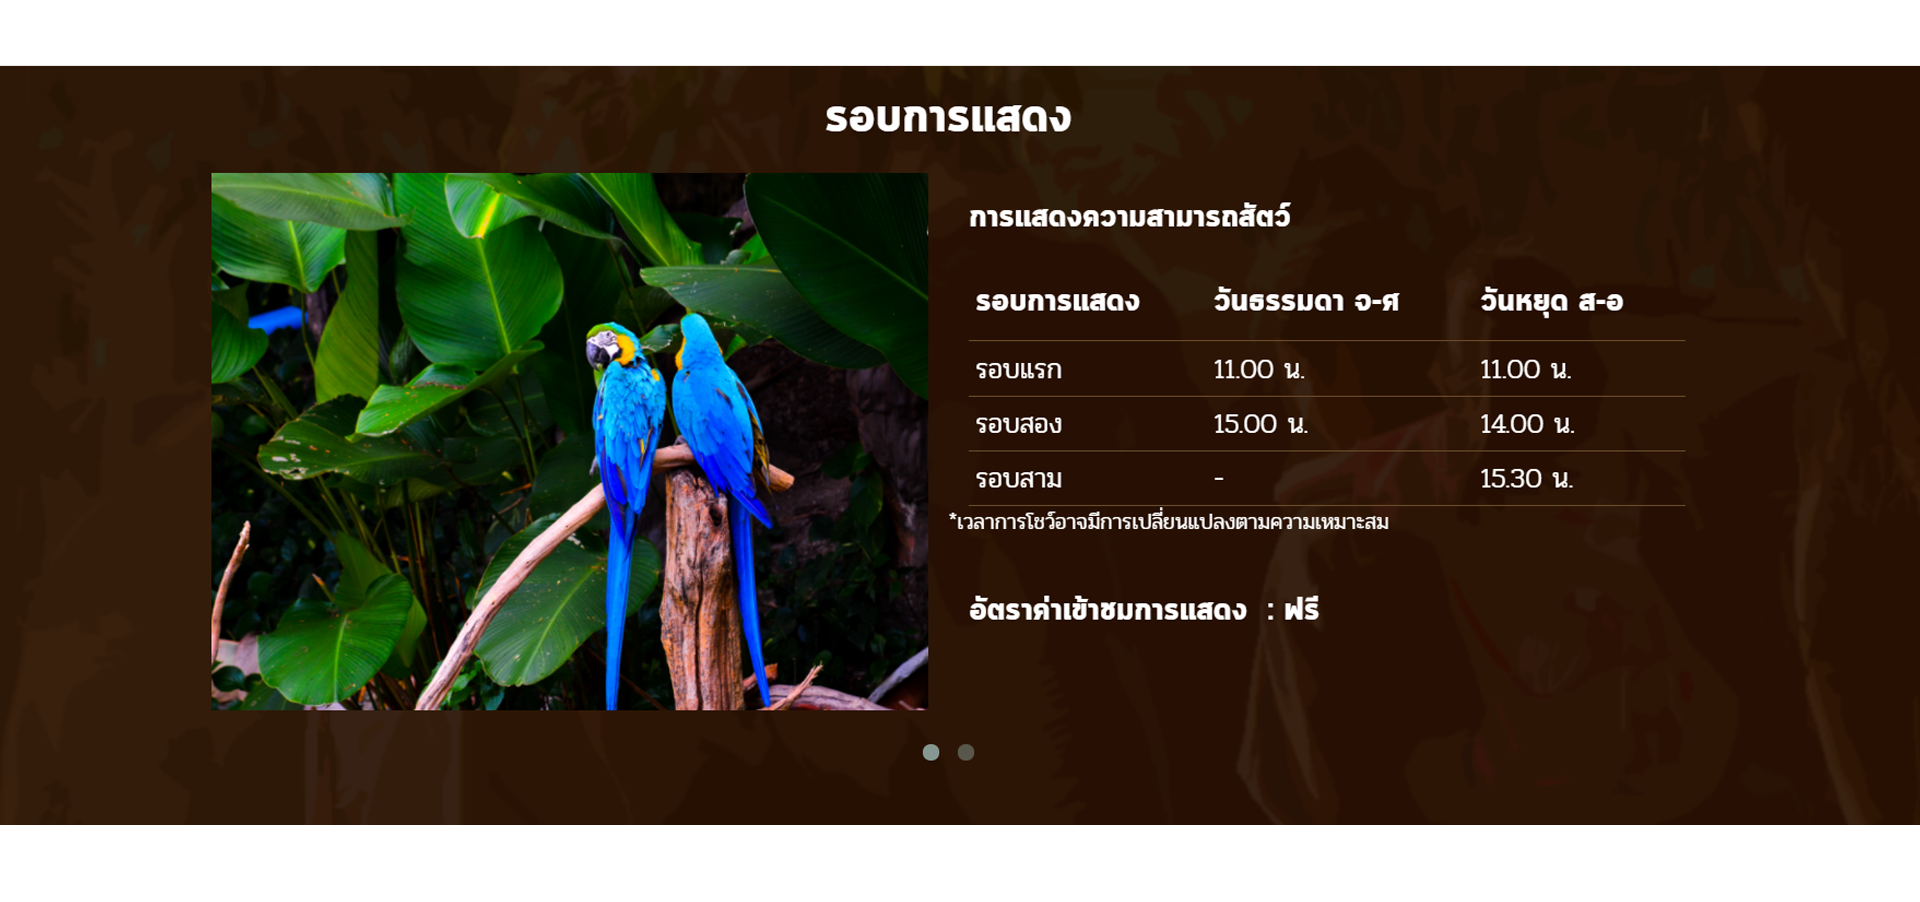 รอบการแสดง
การแสดงความสามารถสัตว์
รอบการแสดง วันธรรมดา จ-ศ วันหยุด ส-อ
รอบแรก 11.00 น. 11.00 น.
รอบสอง 15.00 น. 14.00 น.
รอบสาม - 15.30 น.
*เวลาการโชว์อาจมีการเปลี่ยนแปลงตามความเหมาะสม
อัตราค่าเข้าชมการแสดง : ฟรี